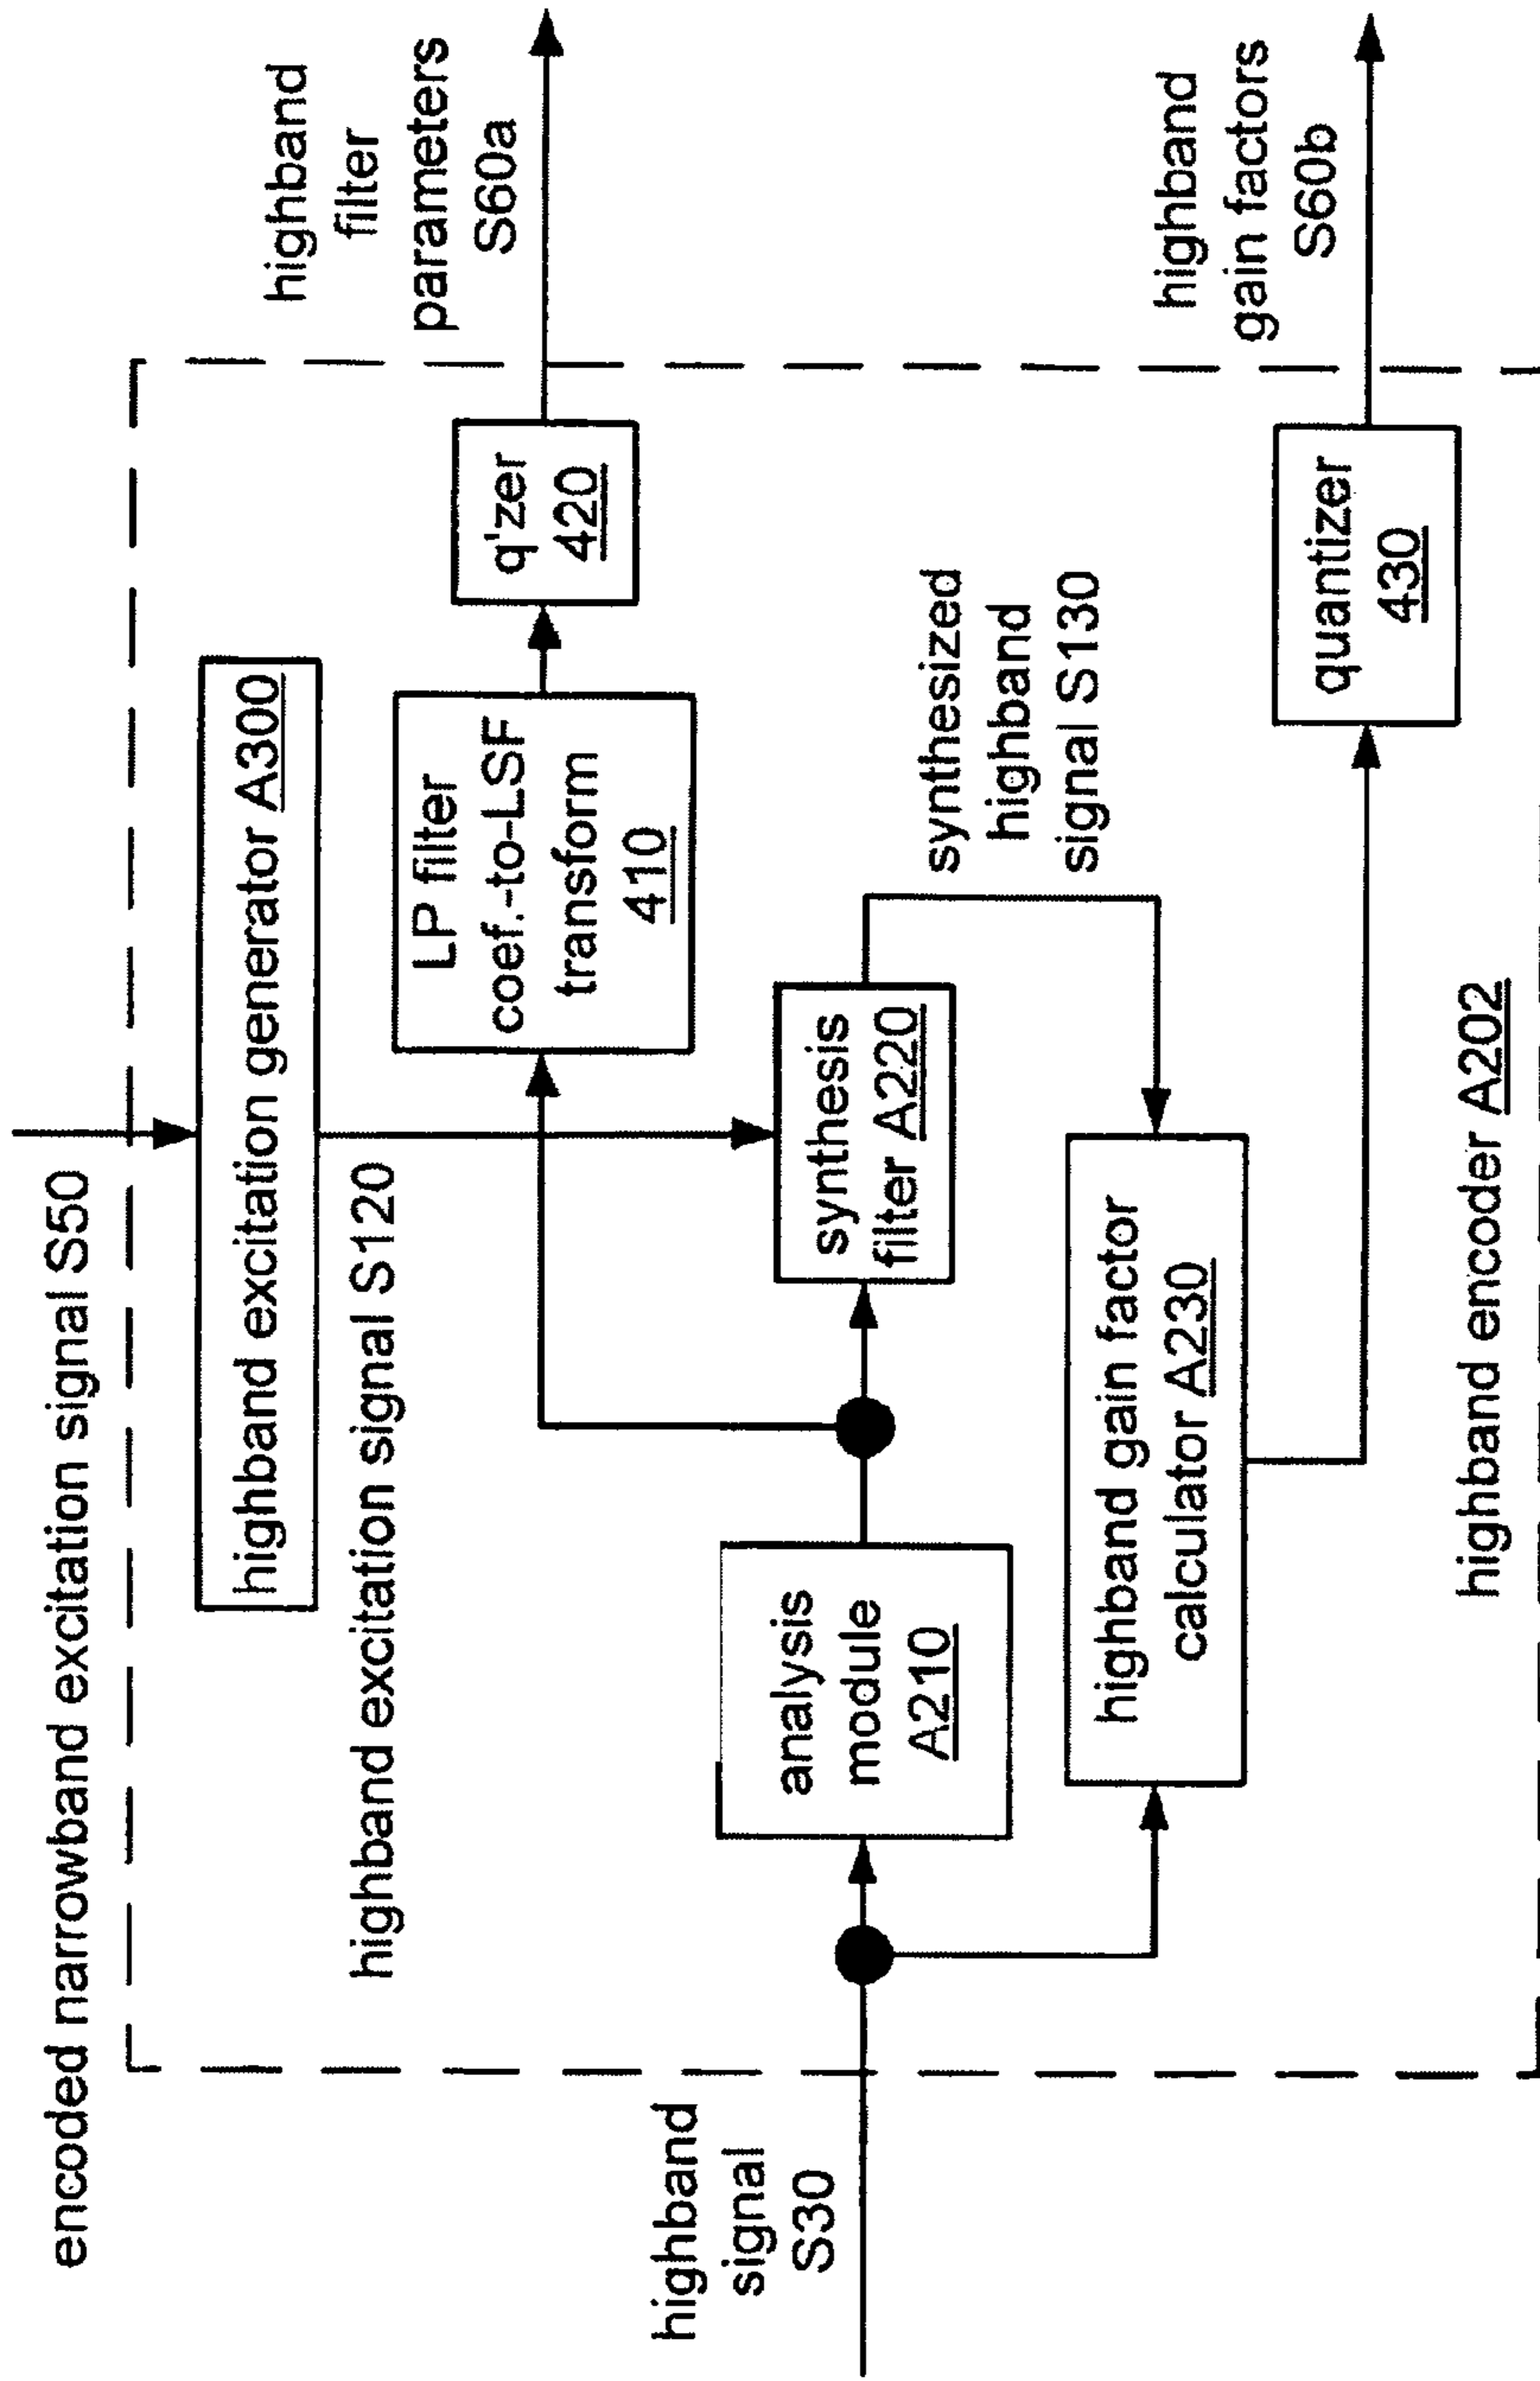 encoded narrowband excitation signal S50
highband excitation generator A300
highband excitation signal S120
highband
filter
parameters
S60a
LP filter
coef.-to-LSF
transform
410
q'zer
420
highband
signal
S30
analysis
module
A210
synthesis
filter A220
synthesized
highband
signal S130
highband gain factor
calculator A230
quantizer
430
highband
gain factors
S60b
highband encoder A202